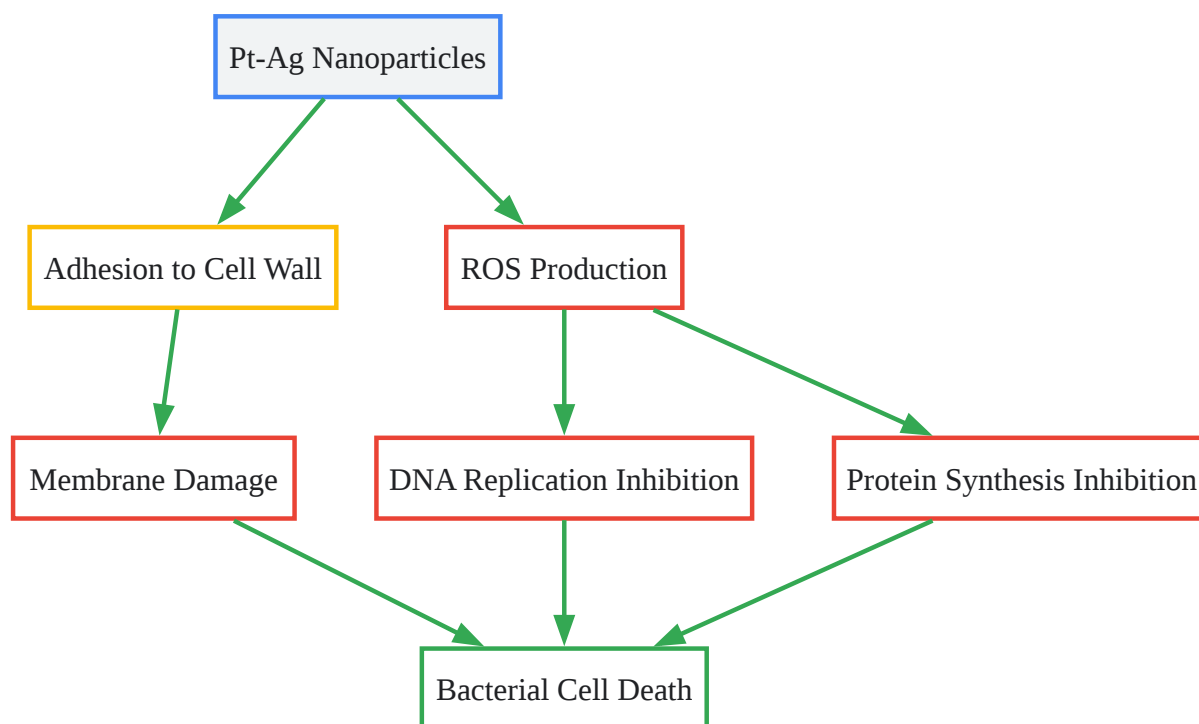 Pt-Ag Nanoparticles
Adhesion to Cell Wall
ROS Production
Membrane Damage
DNA Replication Inhibition
Protein Synthesis Inhibition
Bacterial Cell Death